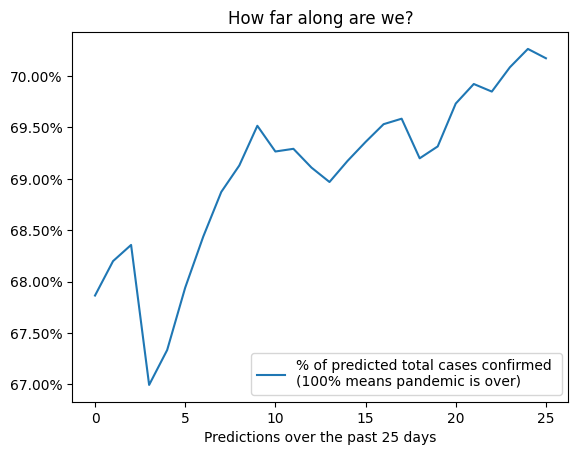 How far along are we?
70.00%
69.50%
69.00%
68.50%
68.00%
67.50%
67.00%
% of predicted total cases confirmed
(100% means pandemic is over)
0 5 10 15 20 25
Predictions over the past 25 days